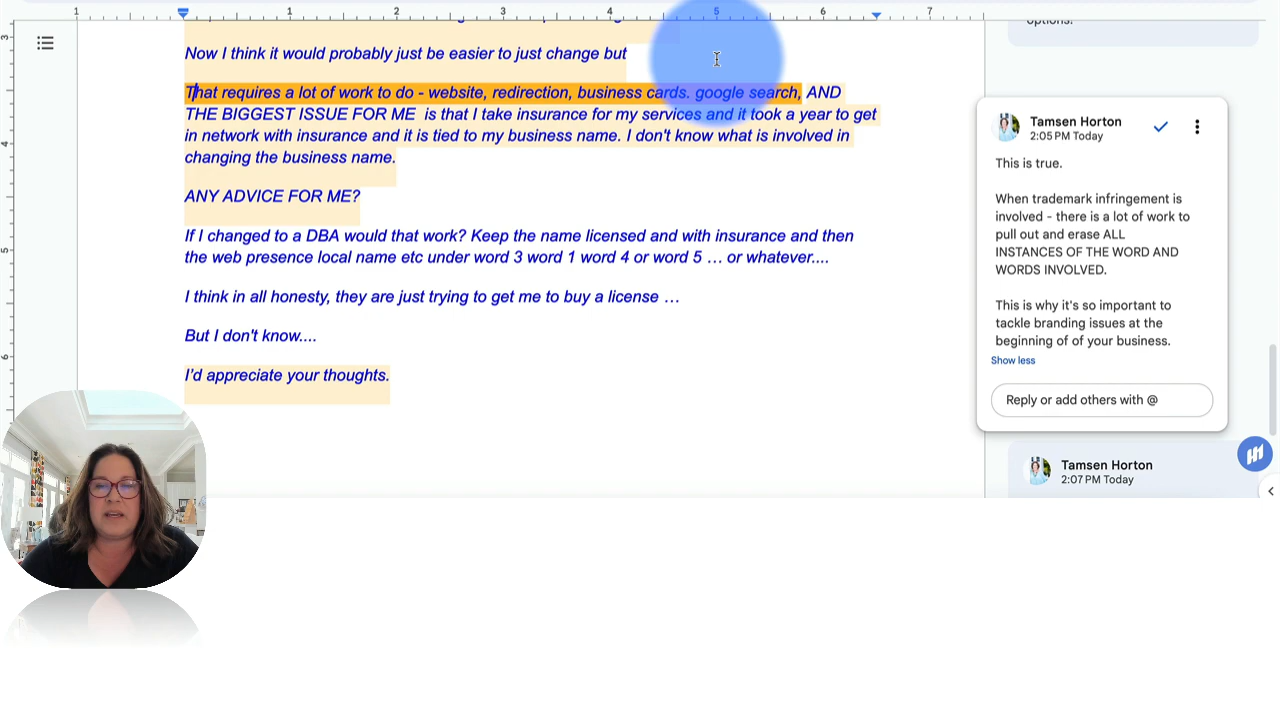 1 1 2 3 4 5 6 7
3
4
5
6
Now I think it would probably just be easier to just change but
That requires a lot of work to do - website, redirection, business cards. google search, AND
THE BIGGEST ISSUE FOR ME  is that I take insurance for my services and it took a year to get
in network with insurance and it is tied to my business name. I don't know what is involved in
changing the business name.
ANY ADVICE FOR ME?
If I changed to a DBA would that work? Keep the name licensed and with insurance and then
the web presence local name etc under word 3 word 1 word 4 or word 5 … or whatever....
I think in all honesty, they are just trying to get me to buy a license …
But I don't know....
I'd appreciate your thoughts.
options.
Tamsen Horton
2:05 PM Today
This is true.
When trademark infringement is
involved - there is a lot of work to
pull out and erase ALL
INSTANCES OF THE WORD AND
WORDS INVOLVED.
This is why it's so important to
tackle branding issues at the
beginning of of your business.
Show less
Reply or add others with @
Tamsen Horton
2:07 PM Today